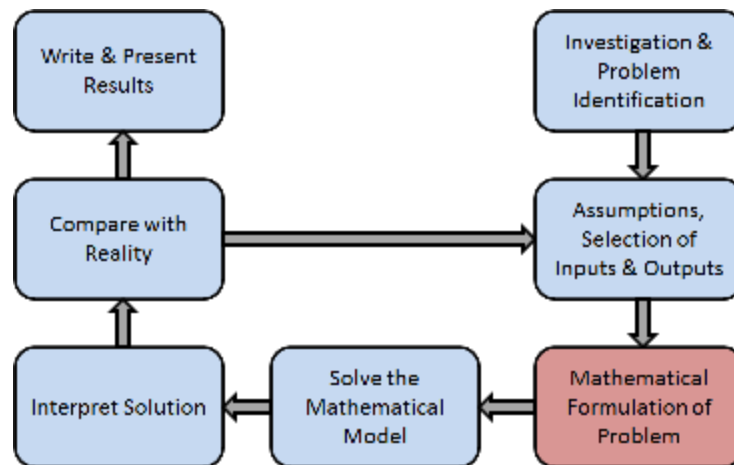 Write & Present
Results
Investigation &
Problem
Identification
Compare with
Reality
Assumptions,
Selection of
Inputs & Outputs
Interpret Solution
Solve the
Mathematical
Model
Mathematical
Formulation of
Problem